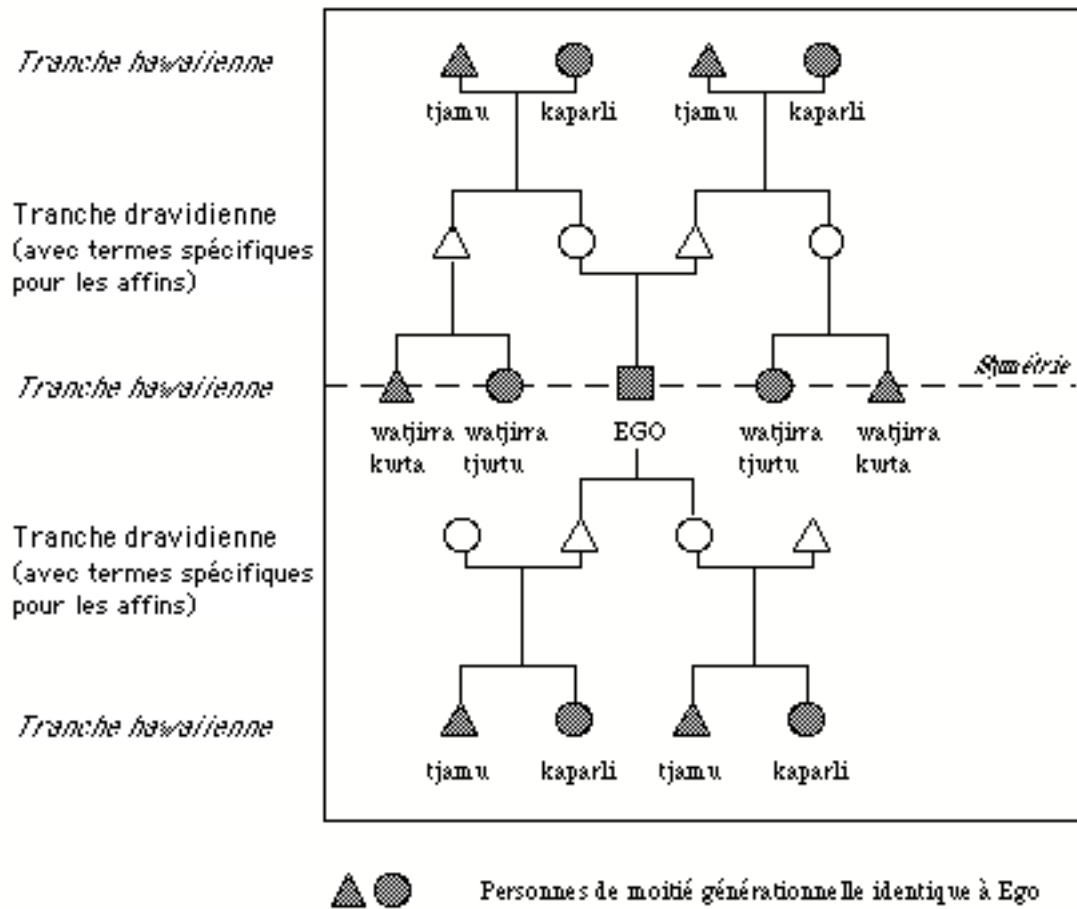 Tranche hawaiienne
tjamu kaparli tjamu kaparli
Tranche dravidienne
(avec termes spécifiques
pour les affins)
Symétrie
Tranche hawaiienne
watjirra watjirra EGO watjirra watjirra
kurta tjurtu tjurtu kurta
Tranche dravidienne
(avec termes spécifiques
pour les affins)
Tranche hawaiienne
tjamu kaparli tjamu kaparli
Personnes de moitié générationnelle identique à Ego